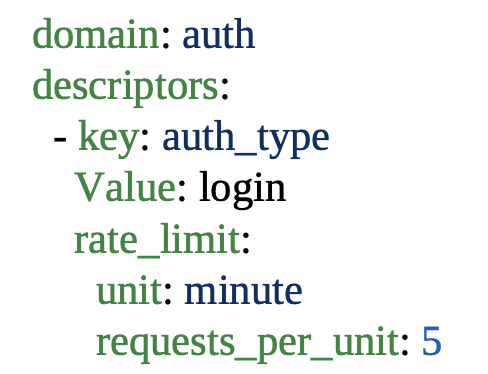 domain: auth
descriptors:
  - key: auth_type
    Value: login
    rate_limit:
      unit: minute
      requests_per_unit: 5